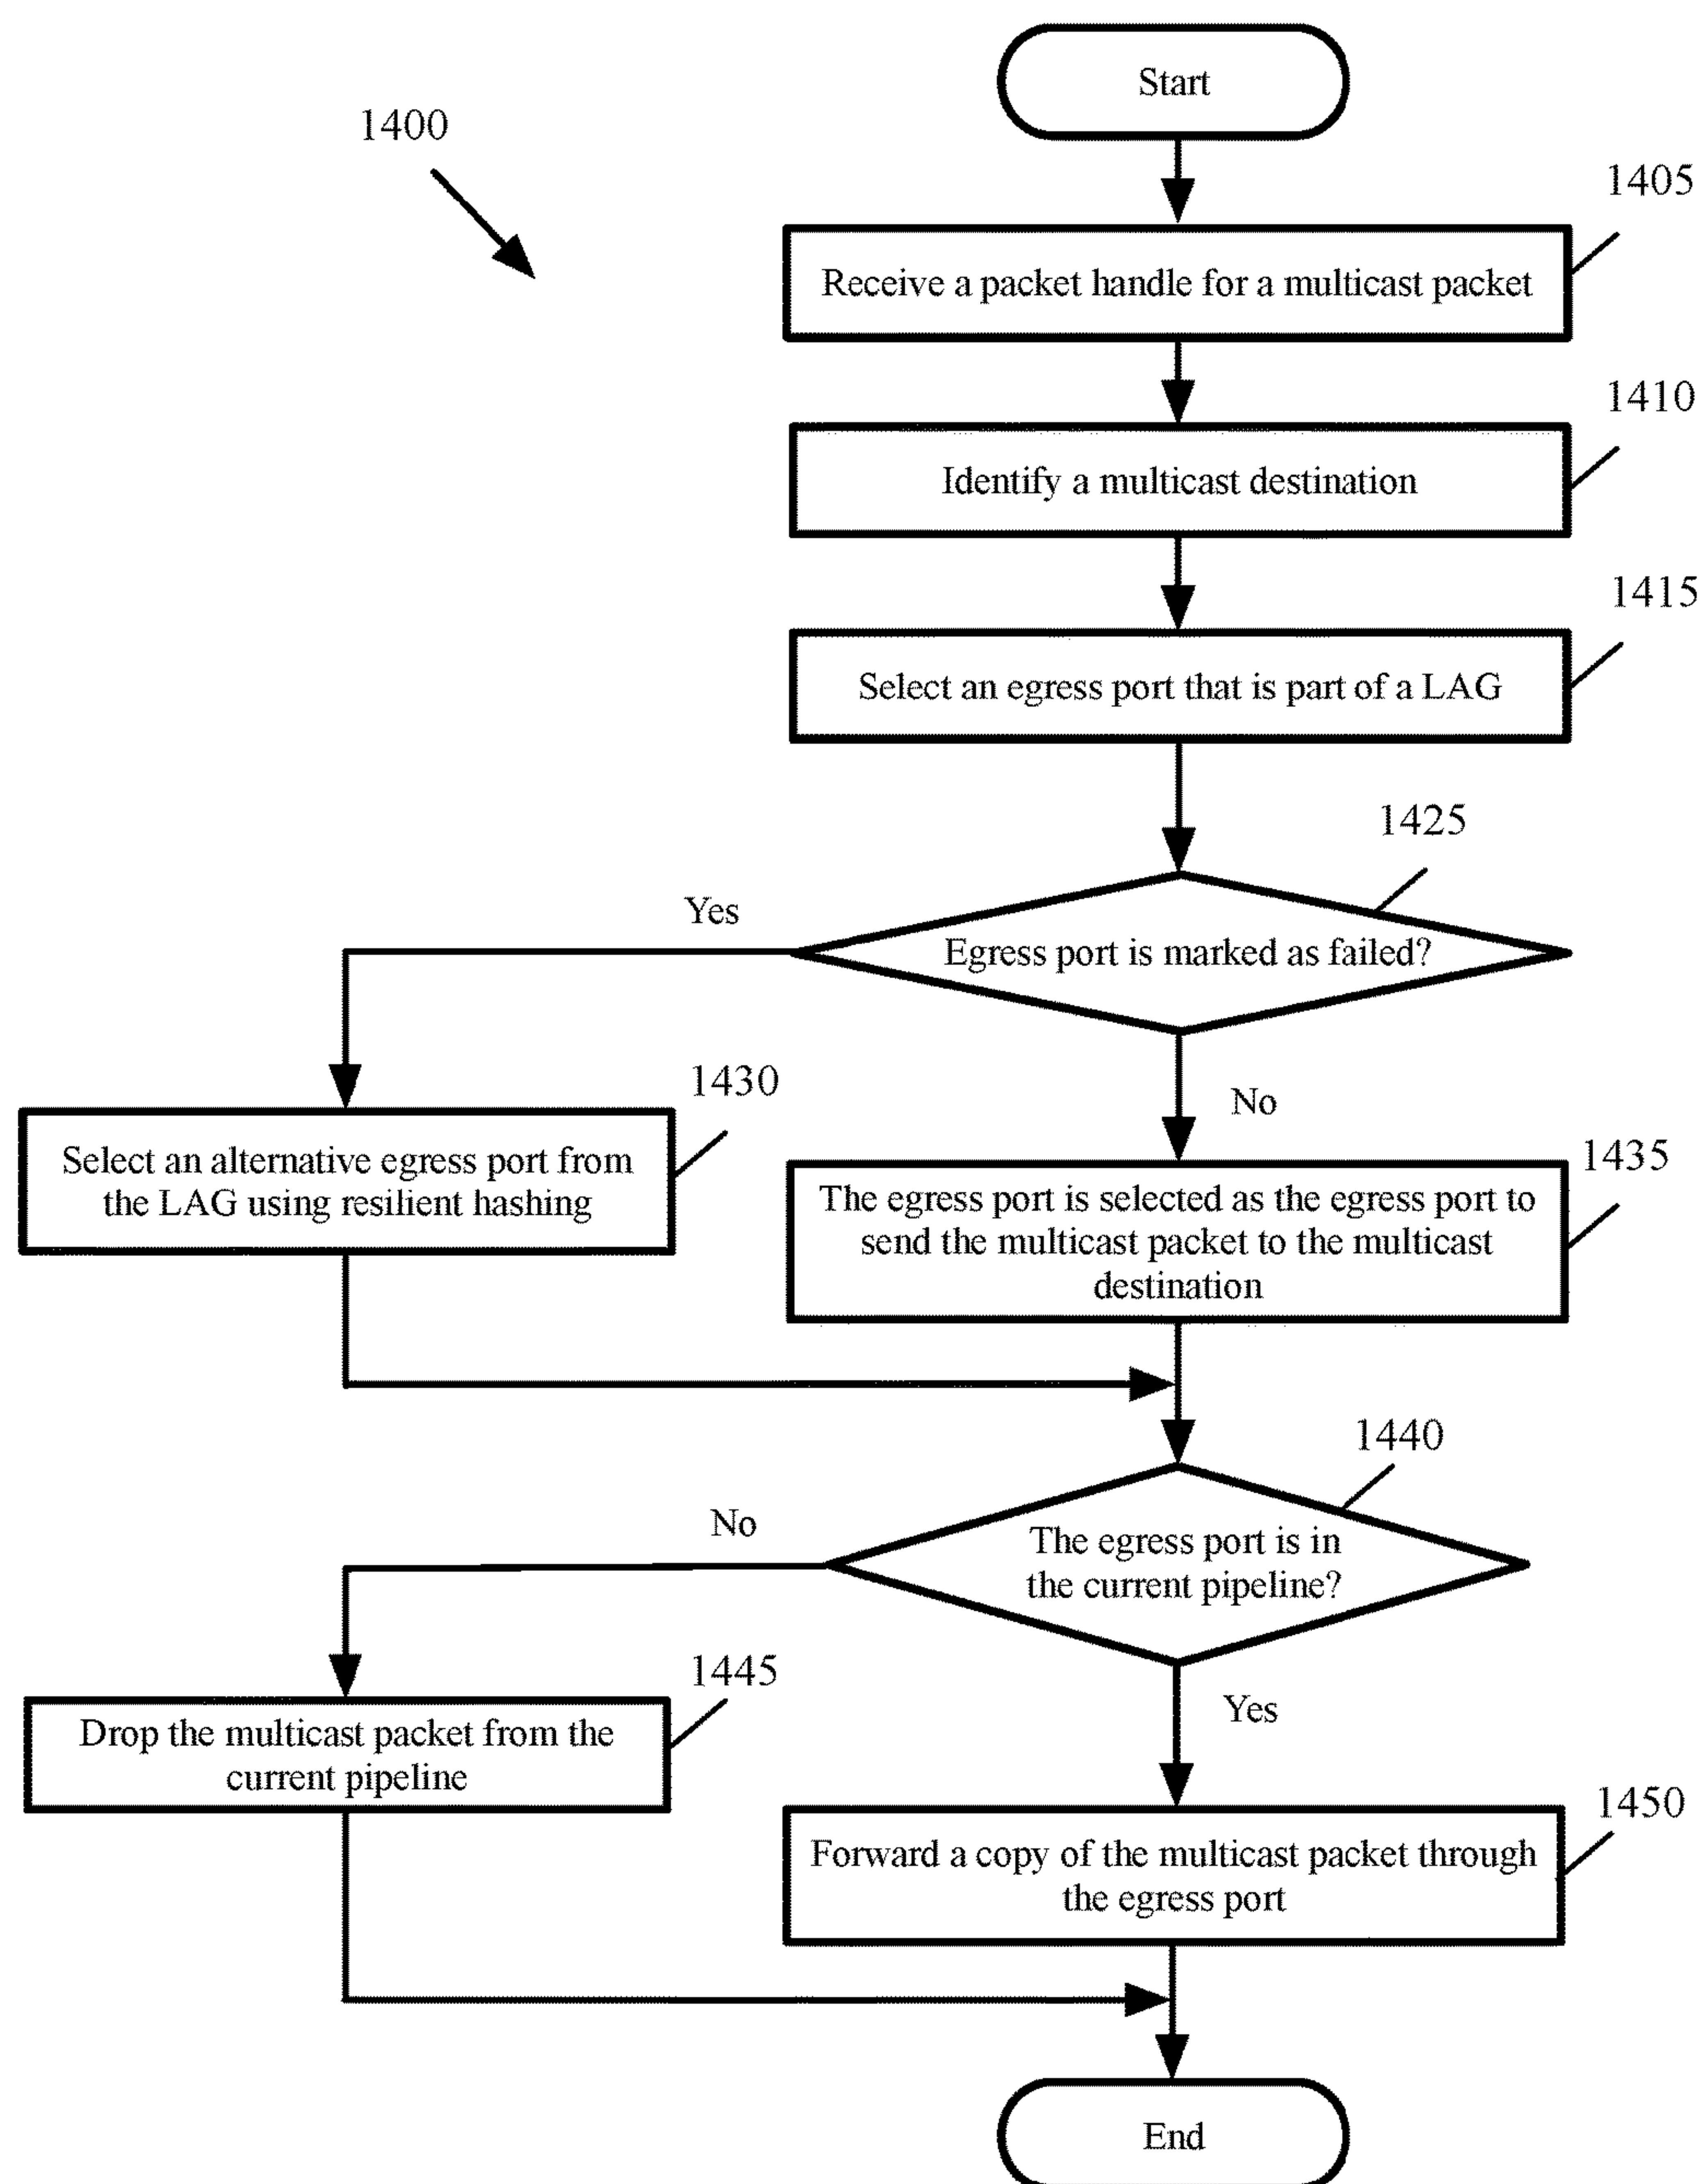 Start
1400
1405
Receive a packet handle for a multicast packet
1410
Identify a multicast destination
1415
Select an egress port that is part of a LAG
1425
Yes
Egress port is marked as failed?
1430
No
Select an alternative egress port from
the LAG using resilient hashing
1435
The egress port is selected as the egress port to
send the multicast packet to the multicast
destination
1440
No
The egress port is in
the current pipeline?
1445
Yes
Drop the multicast packet from the
current pipeline
1450
Forward a copy of the multicast packet through
the egress port
End